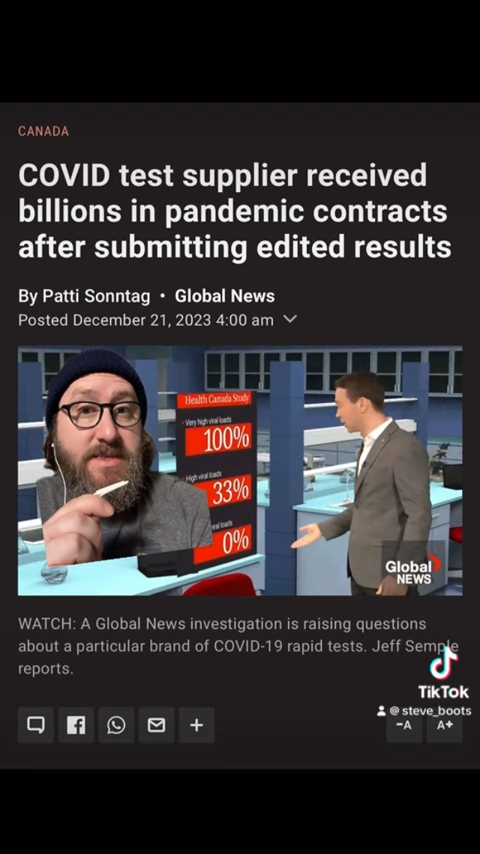 CANADA
COVID test supplier received
billions in pandemic contracts
after submitting edited results
By Patti Sonntag • Global News
Posted December 21, 2023 4:00 am
Health Canada Study
Very high viral loads
100%
High viral loads
33%
viral loads
0%
Global
NEWS
WATCH: A Global News investigation is raising questions
about a particular brand of COVID-19 rapid tests. Jeff Semple
reports.
TikTok
@ steve_boots
-A A+